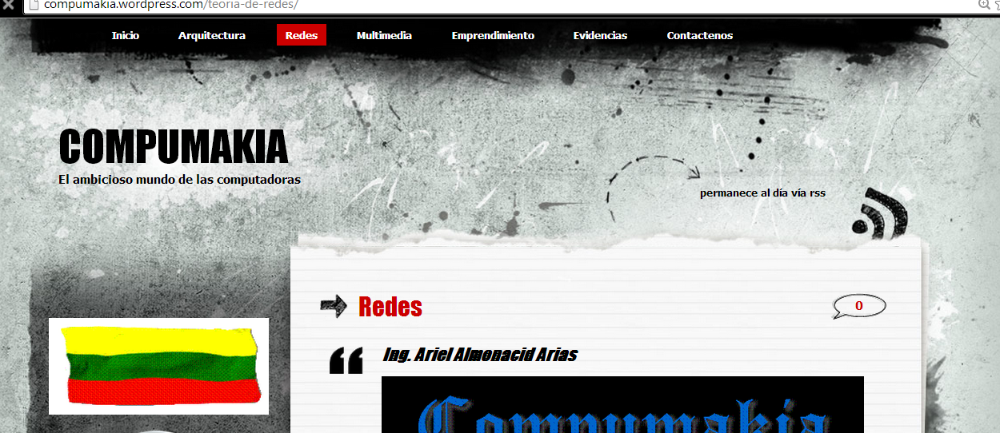 compumakia.wordpress.com/teoria-de-redes/
Inicio Arquitectura Redes Multimedia Emprendimiento Evidencias Contactenos
COMPUMAKIA
El ambicioso mundo de las computadoras
permanece al día vía rss
Redes
0
Ing. Ariel Almonacid Arias
Compumakia